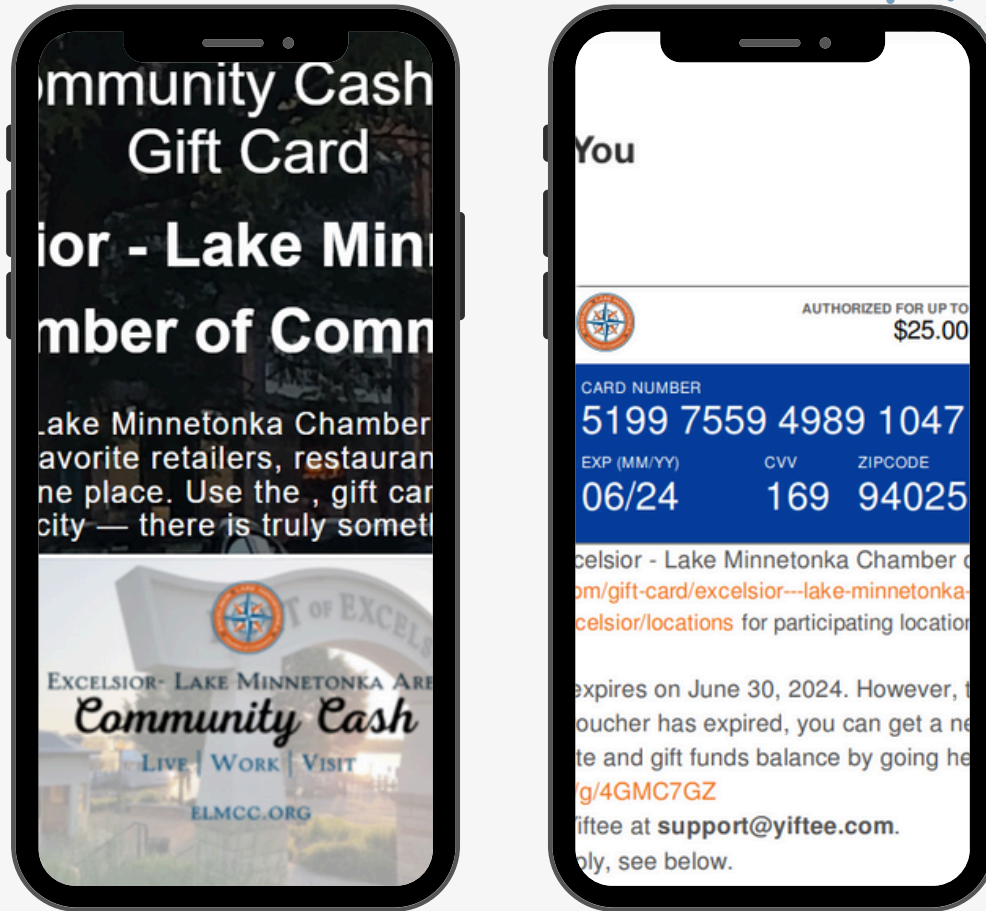 ommunity Cash
Gift Card
ior - Lake Min
mber of Comm
Lake Minnetonka Chamber
avorite retailers, restauran
ne place. Use the , gift car
city — there is truly somet
OF EXCELS
EXCELSIOR- LAKE MINNETONKA ARE
Community Cash
LIVE | WORK | VISIT
ELMCC.ORG
You
AUTHORIZED FOR UP TO
$25.00
CARD NUMBER
5199 7559 4989 1047
EXP (MM/YY) CVV ZIPCODE
06/24 169 94025
celsior - Lake Minnetonka Chamber
om/gift-card/excelsior---lake-minnetonka-
celsior/locations for participating location
expires on June 30, 2024. However, t
oucher has expired, you can get a ne
te and gift funds balance by going he
/g/4GMC7GZ
iftee at support@yiftee.com.
ply, see below.